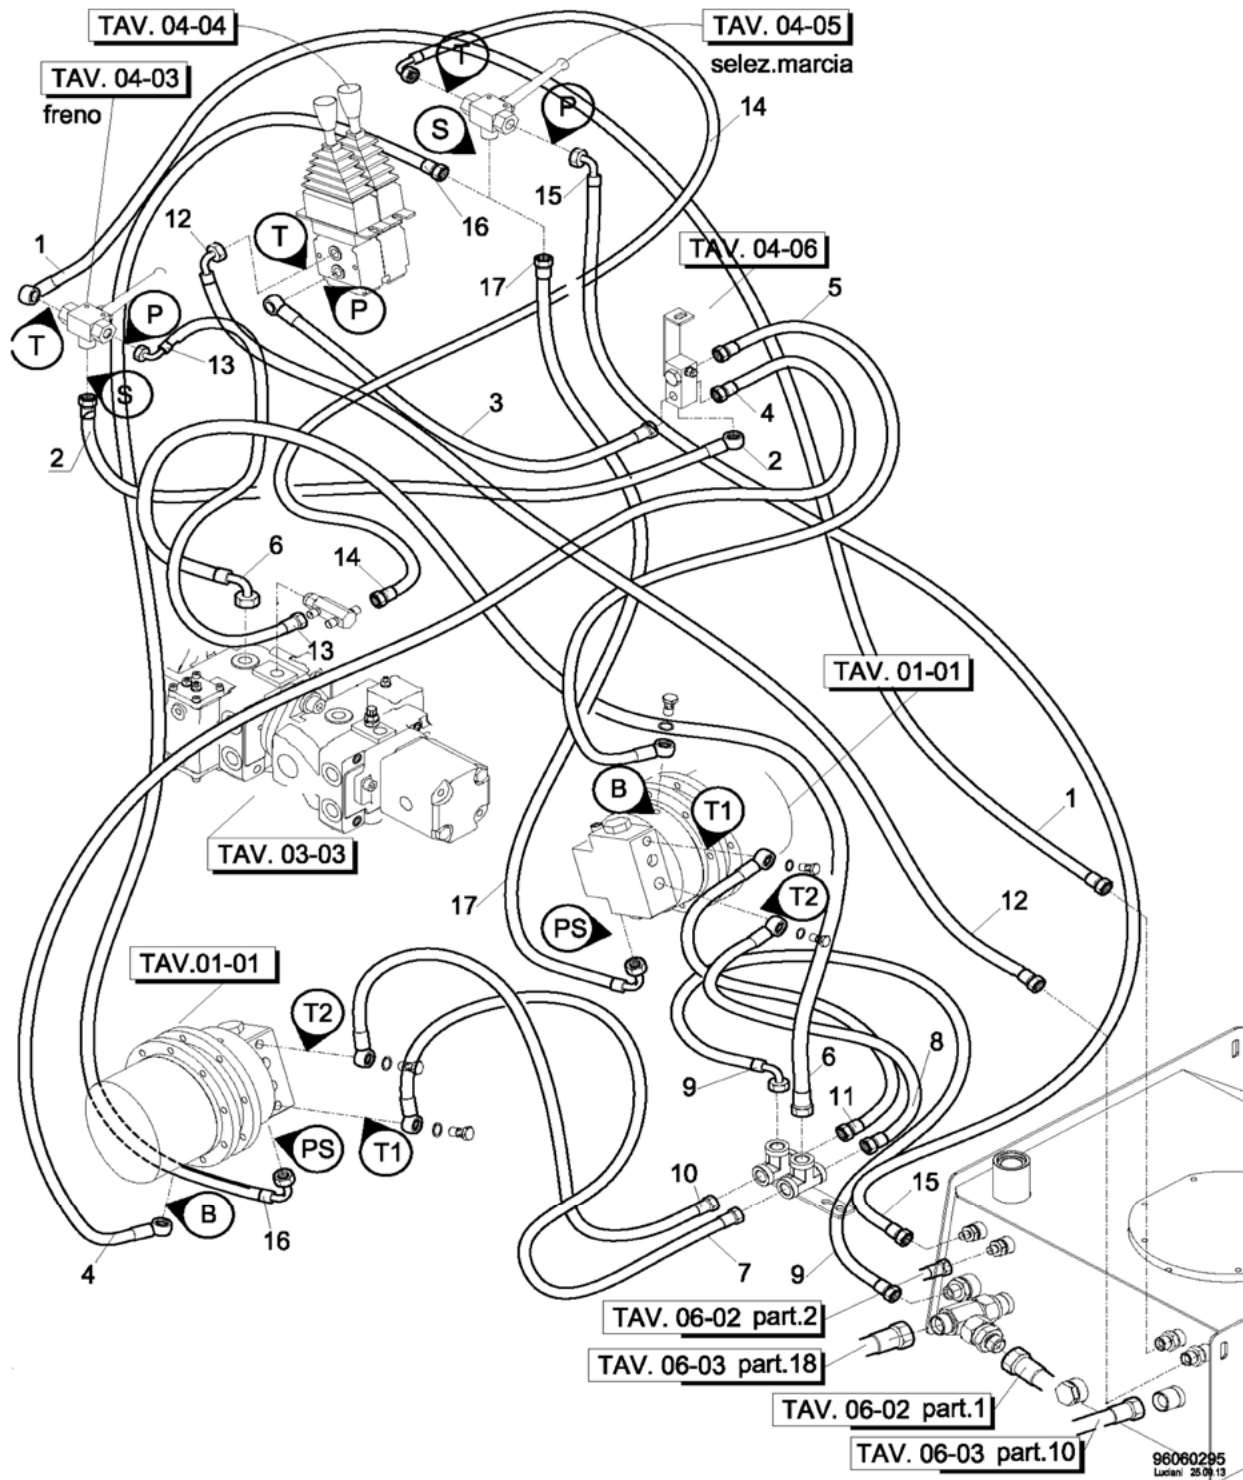 TAV. 04-04
TAV. 04-05
selez.marcia
TAV. 04-03
freno
T
14
S
P
15
16
12
1
T
TAV. 04-06
17
5
P
P
T
13
S
3
4
2
2
6
14
13
TAV. 01-01
B
T1
1
TAV. 03-03
17
T2
12
PS
TAV.01-01
T2
8
9
6
11
PS
T1
10
15
B
16
4
7
9
TAV. 06-02 part.2
TAV. 06-03 part.18
TAV. 06-02 part.1
TAV. 06-03 part.10
96060295
Luciani 25.09.13